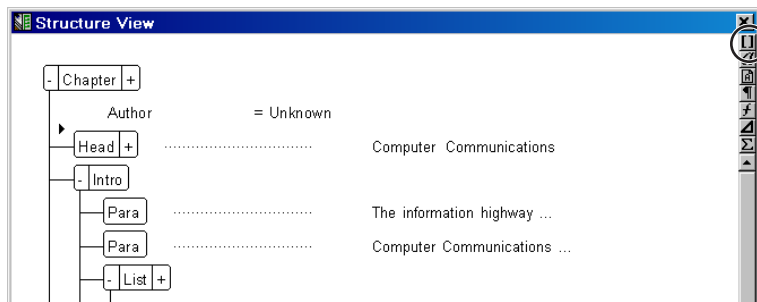 Structure View
- Chapter +
Author = Unknown
Head + Computer Communications
- Intro
Para The information highway ...
Para Computer Communications ...
- List +